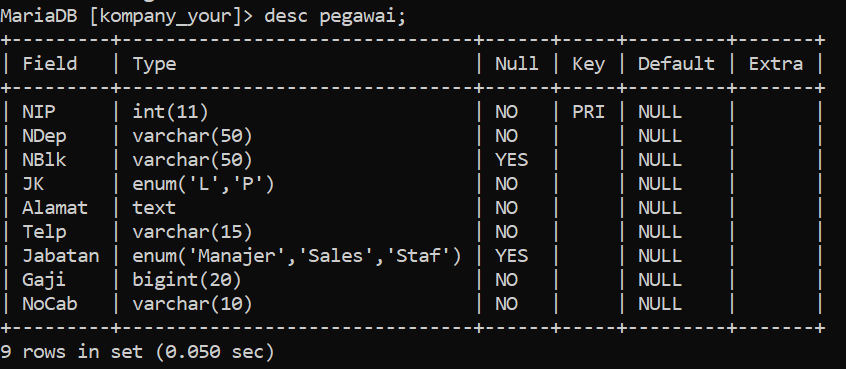 MariaDB [kompany_your]> desc pegawai;
+---------+--------------------------------+------+-----+---------+-------+
| Field   | Type                           | Null | Key | Default | Extra |
+---------+--------------------------------+------+-----+---------+-------+
| NIP     | int(11)                        | NO   | PRI | NULL    |       |
| NDep    | varchar(50)                    | NO   |     | NULL    |       |
| NBlk    | varchar(50)                    | YES  |     | NULL    |       |
| JK      | enum('L','P')                  | NO   |     | NULL    |       |
| Alamat  | text                           | NO   |     | NULL    |       |
| Telp    | varchar(15)                    | NO   |     | NULL    |       |
| Jabatan | enum('Manajer','Sales','Staf') | YES  |     | NULL    |       |
| Gaji    | bigint(20)                     | NO   |     | NULL    |       |
| NoCab   | varchar(10)                    | NO   |     | NULL    |       |
+---------+--------------------------------+------+-----+---------+-------+
9 rows in set (0.050 sec)